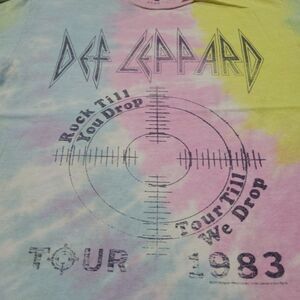 DEF LEPPARD
Rock Till
You Drop
Tour Till
We Drop
TOUR 1983